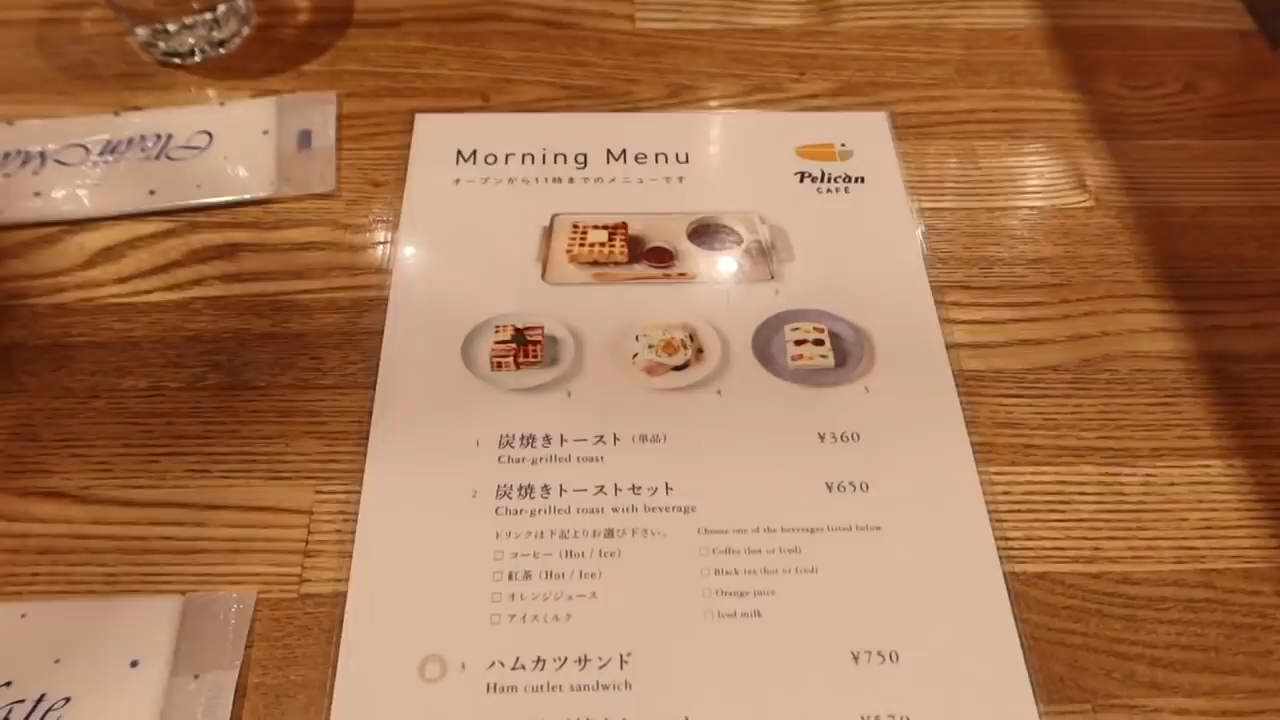 Morning Menu
オープンから11時までのメニューです
Pelican
CAFÉ
2
3
4
5
1 炭焼きトースト（単品） ¥360
Char-grilled toast
2 炭焼きトーストセット ¥650
Char-grilled toast with beverage
ドリンクは下記よりお選び下さい。 Choose one of the beverages listed below
□ コーヒー (Hot / Ice) □ Coffee (hot or Iced)
□ 紅茶 (Hot / Ice) □ Black tea (hot or Iced)
□ オレンジジュース □ Orange juice
□ アイスミルク □ Iced milk
3 ハムカツサンド ¥750
Ham cutlet sandwich